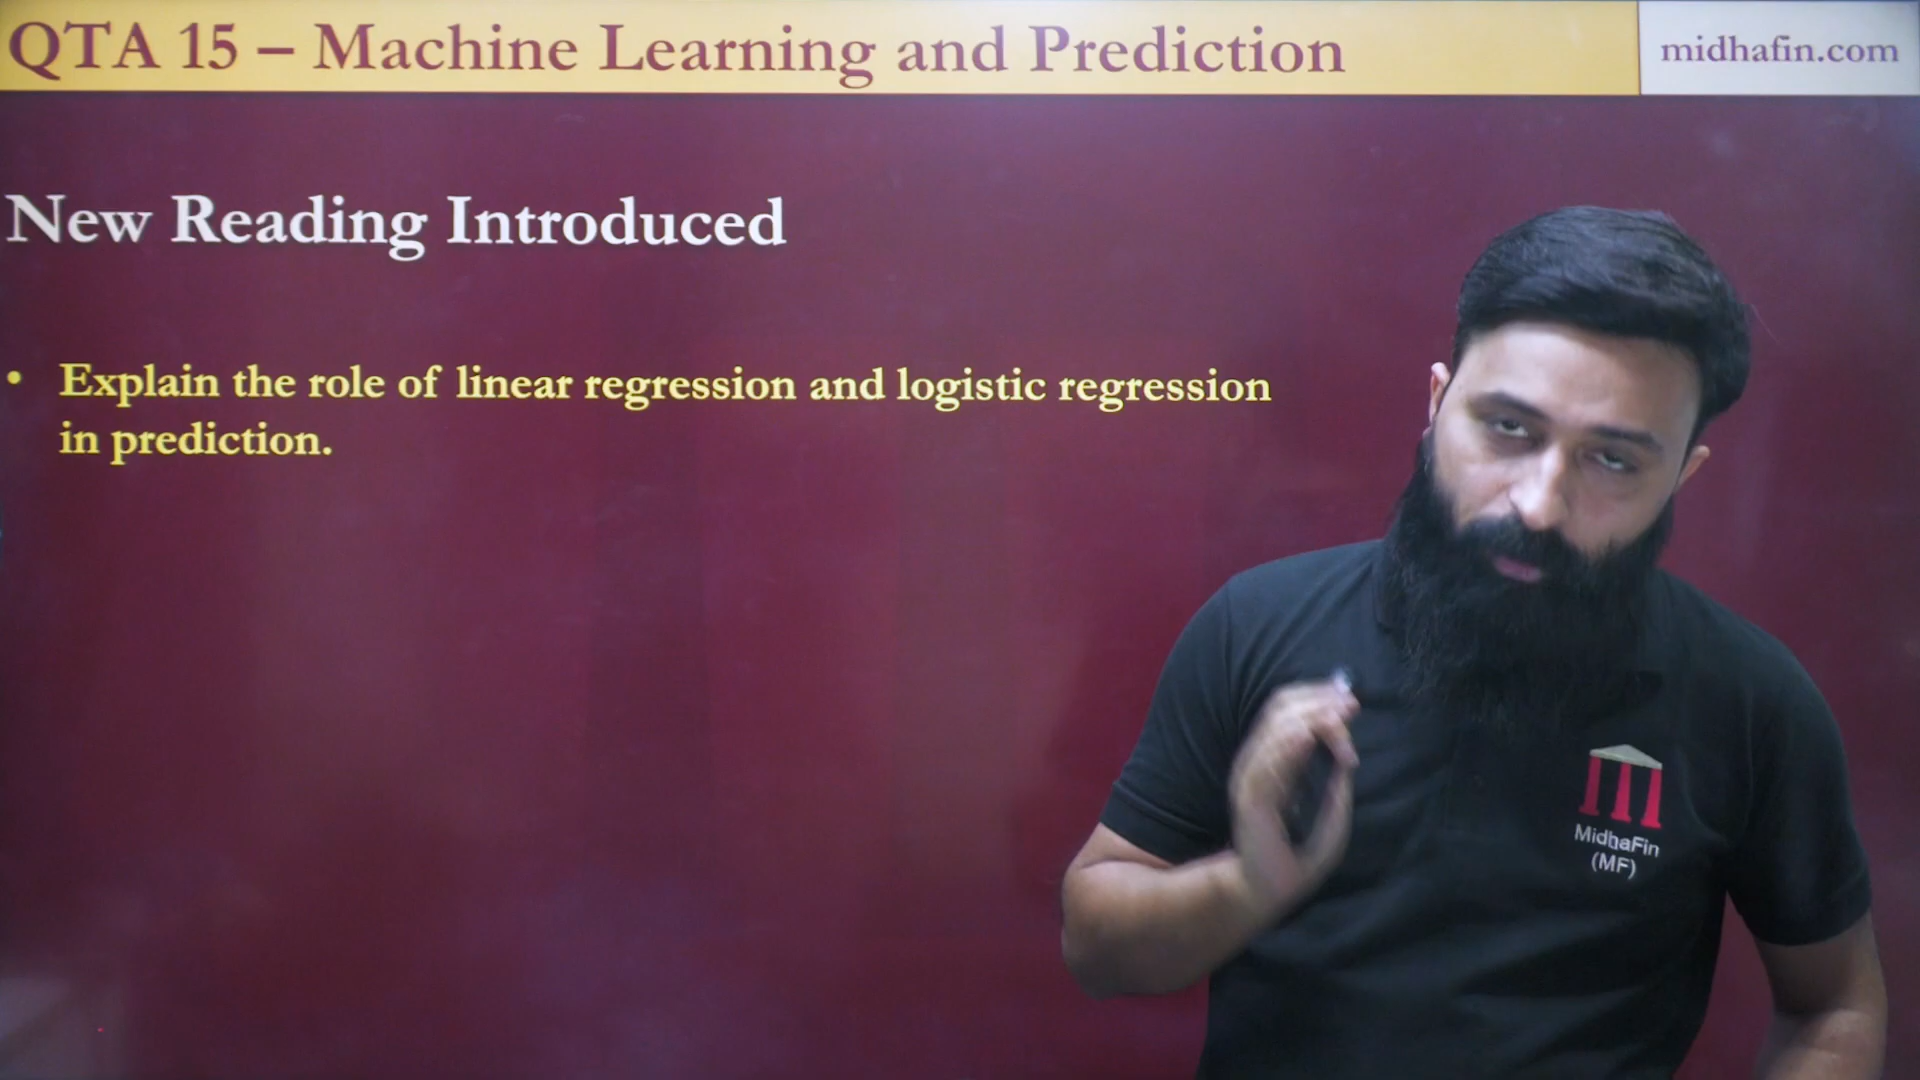 QTA 15 – Machine Learning and Prediction
midhafin.com
New Reading Introduced
• Explain the role of linear regression and logistic regression
in prediction.
MidhaFin
(MF)